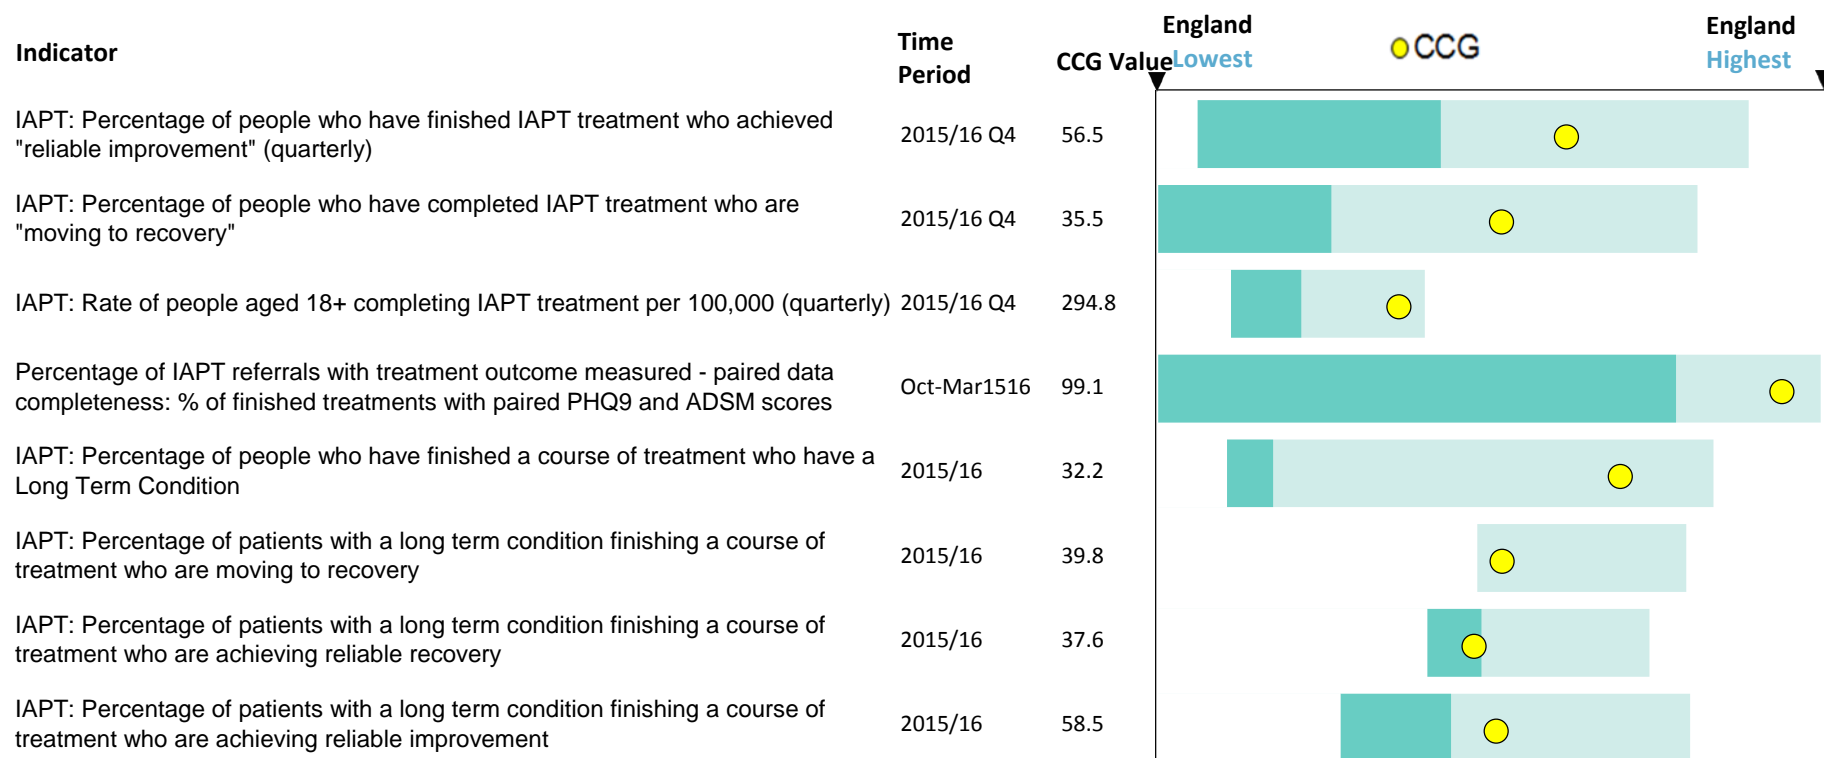 Indicator
Time
Period
CCG Value
England
Lowest
CCG
England
Highest
IAPT: Percentage of people who have finished IAPT treatment who achieved
"reliable improvement" (quarterly)
2015/16 Q4
56.5
IAPT: Percentage of people who have completed IAPT treatment who are
"moving to recovery"
2015/16 Q4
35.5
IAPT: Rate of people aged 18+ completing IAPT treatment per 100,000 (quarterly)
2015/16 Q4
294.8
Percentage of IAPT referrals with treatment outcome measured - paired data
completeness: % of finished treatments with paired PHQ9 and ADSM scores
Oct-Mar1516
99.1
IAPT: Percentage of people who have finished a course of treatment who have a
Long Term Condition
2015/16
32.2
IAPT: Percentage of patients with a long term condition finishing a course of
treatment who are moving to recovery
2015/16
39.8
IAPT: Percentage of patients with a long term condition finishing a course of
treatment who are achieving reliable recovery
2015/16
37.6
IAPT: Percentage of patients with a long term condition finishing a course of
treatment who are achieving reliable improvement
2015/16
58.5